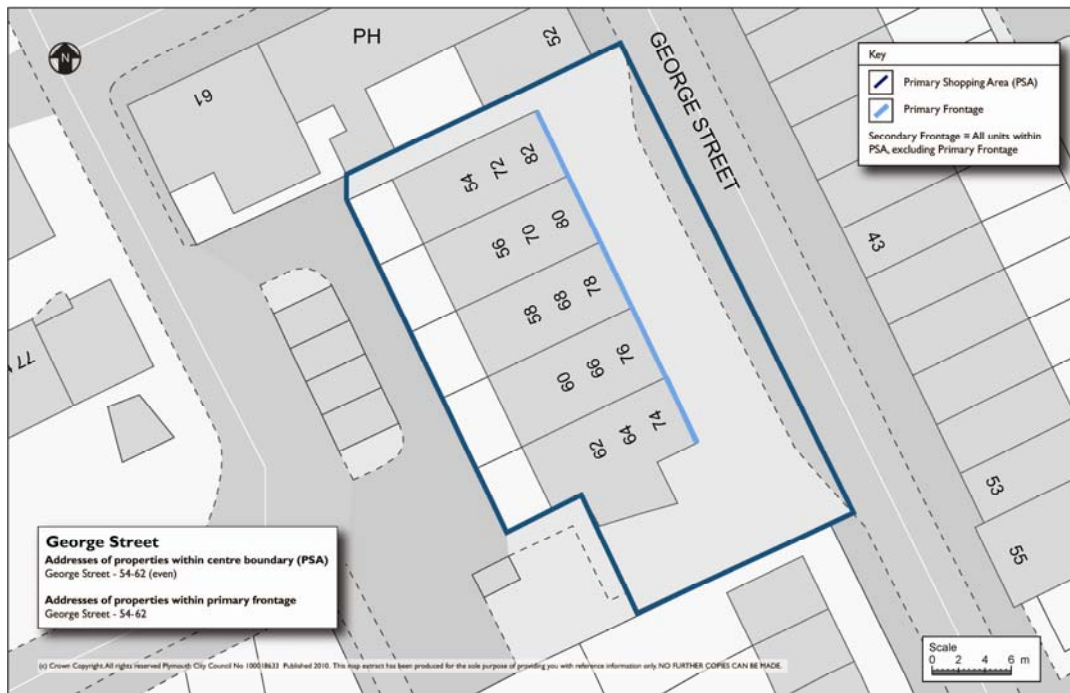 N
PH
52
61
GEORGE STREET
Key
Primary Shopping Area (PSA)
Primary Frontage
Secondary Frontage = All units within
PSA, excluding Primary Frontage
54 72 82
56 70 80
58 68 78
60 66 76
62 64 74
43
53
55
George Street
Addresses of properties within centre boundary (PSA)
George Street - 54-62 (even)
Addresses of properties within primary frontage
George Street - 54-62
Scale
0 2 4 6 m
(c) Crown Copyright. All rights reserved Plymouth City Council No 100018633 Published 2010. This map extract has been produced for the sole purpose of providing you with reference information only. NO FURTHER COPIES CAN BE MADE.